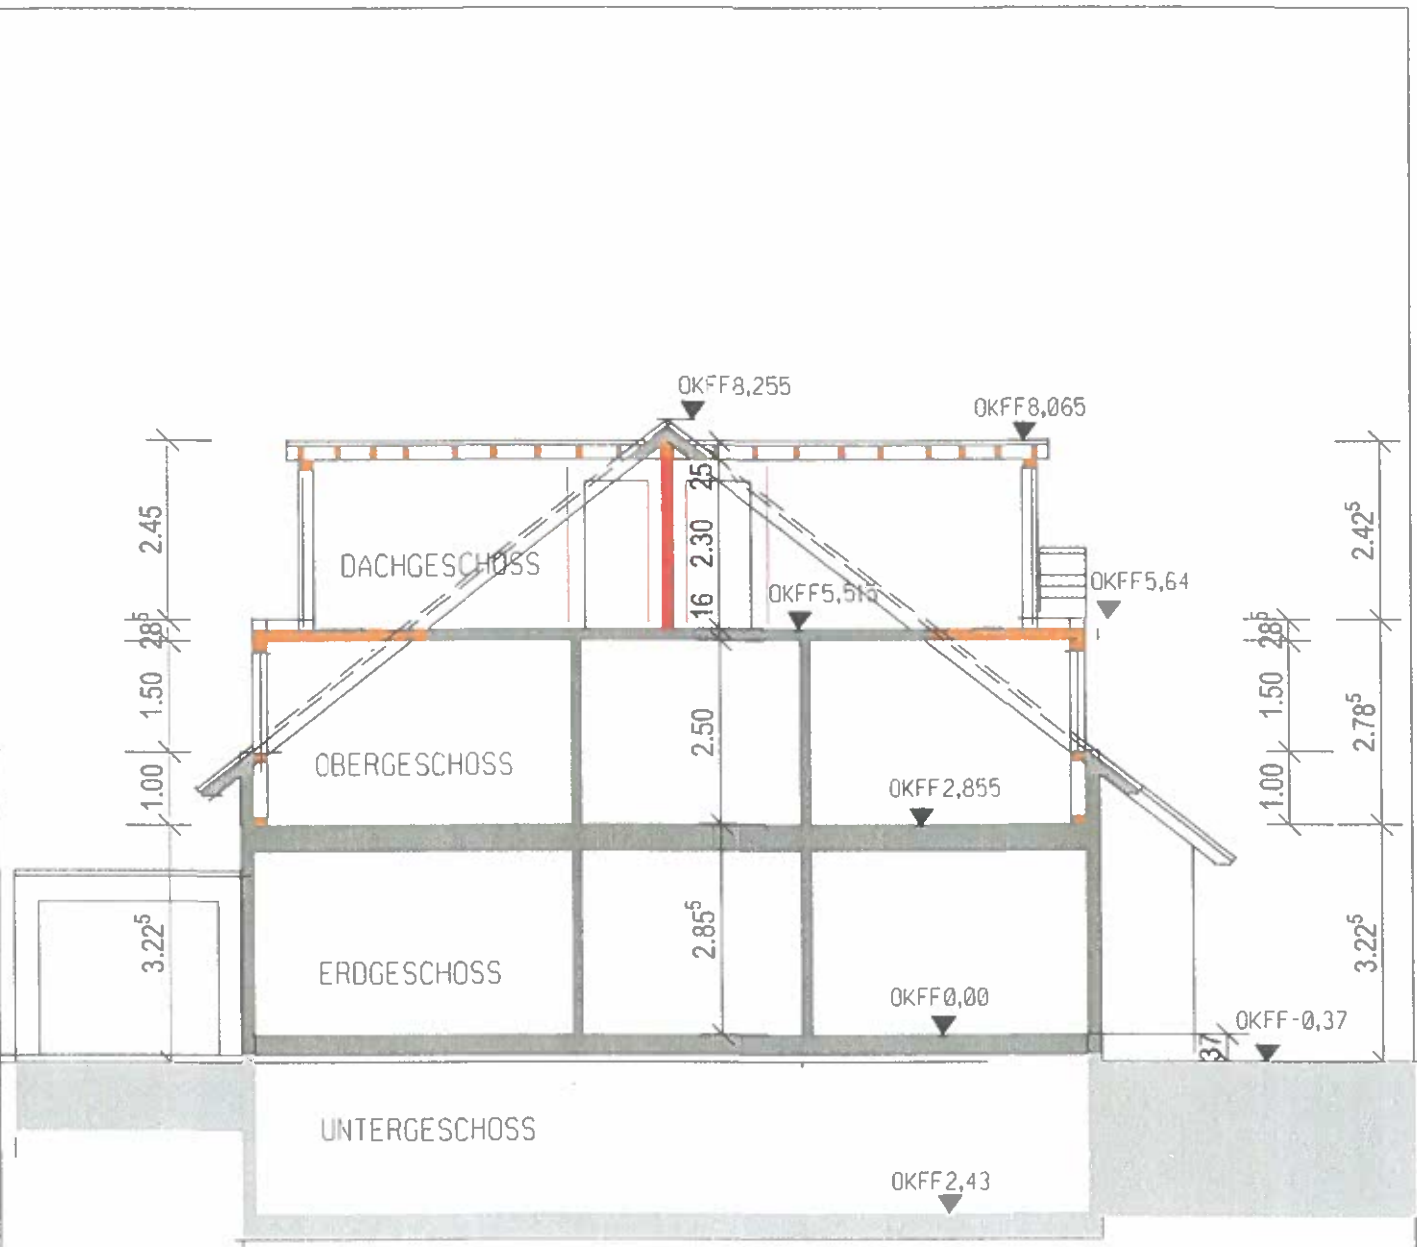 OKFF8,255
OKFF8,065
2.45
25
2.42⁵
2.30
DACHGESCHOSS
OKFF5,64
OKFF5,515
16
28⁵
28⁵
1.50
1.50
2.78⁵
2.50
OBERGESCHOSS
1.00
OKFF2,855
1.00
3.22⁵
2.85⁵
3.22⁵
ERDGESCHOSS
OKFF0,00
OKFF-0,37
37
UNTERGESCHOSS
OKFF2,43